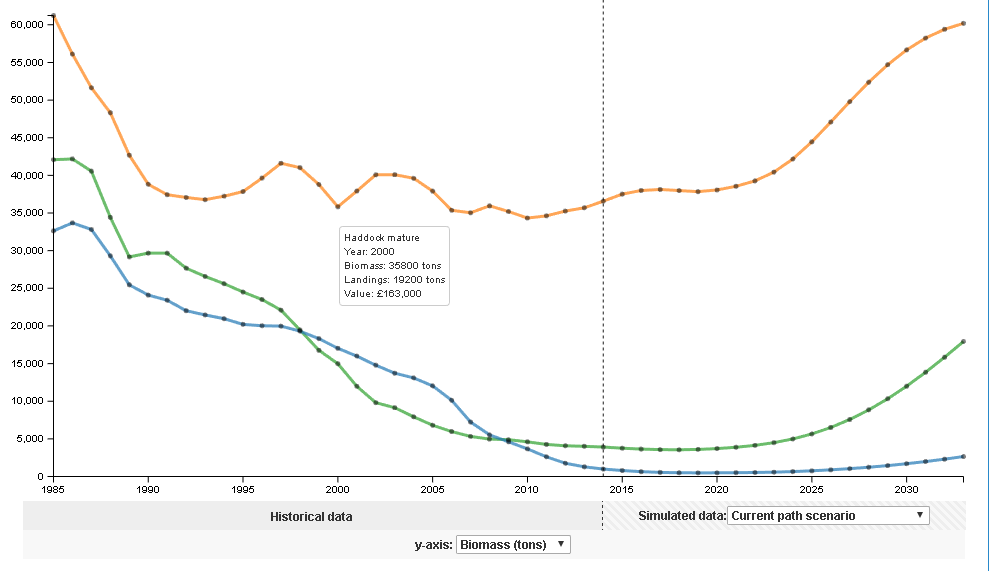 60,000
55,000
50,000
45,000
40,000
35,000
30,000
25,000
20,000
15,000
10,000
5,000
0
Haddock mature
Year: 2000
Biomass: 35800 tons
Landings: 19200 tons
Value: £163,000
1985 1990 1995 2000 2005 2010 2015 2020 2025 2030
Historical data Simulated data: Current path scenario
y-axis: Biomass (tons)